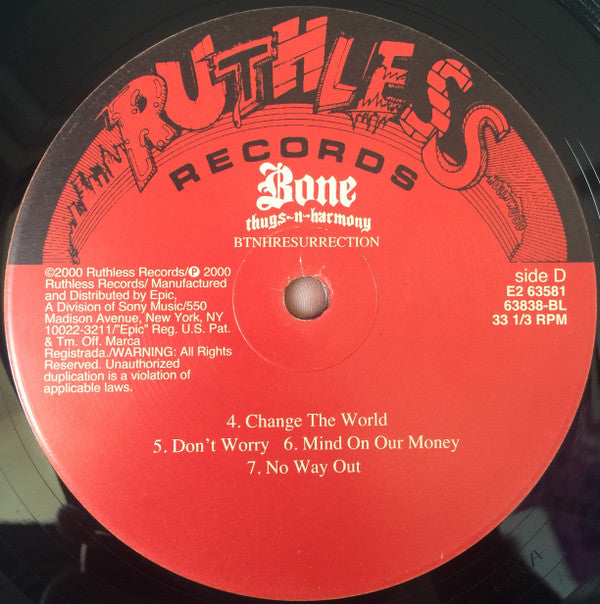 RUTHLESS
RECORDS
Bone
thugs~n~harmony
BTNHRESURRECTION
©2000 Ruthless Records/℗ 2000
Ruthless Records/ Manufactured
and Distributed by Epic,
A Division of Sony Music/550
Madison Avenue, New York, NY
10022-3211/"Epic" Reg. U.S. Pat.
& Tm. Off. Marca
Registrada./WARNING: All Rights
Reserved. Unauthorized
duplication is a violation of
applicable laws.
side D
E2 63581
63838-BL
33 1/3 RPM
4. Change The World
5. Don't Worry 6. Mind On Our Money
7. No Way Out